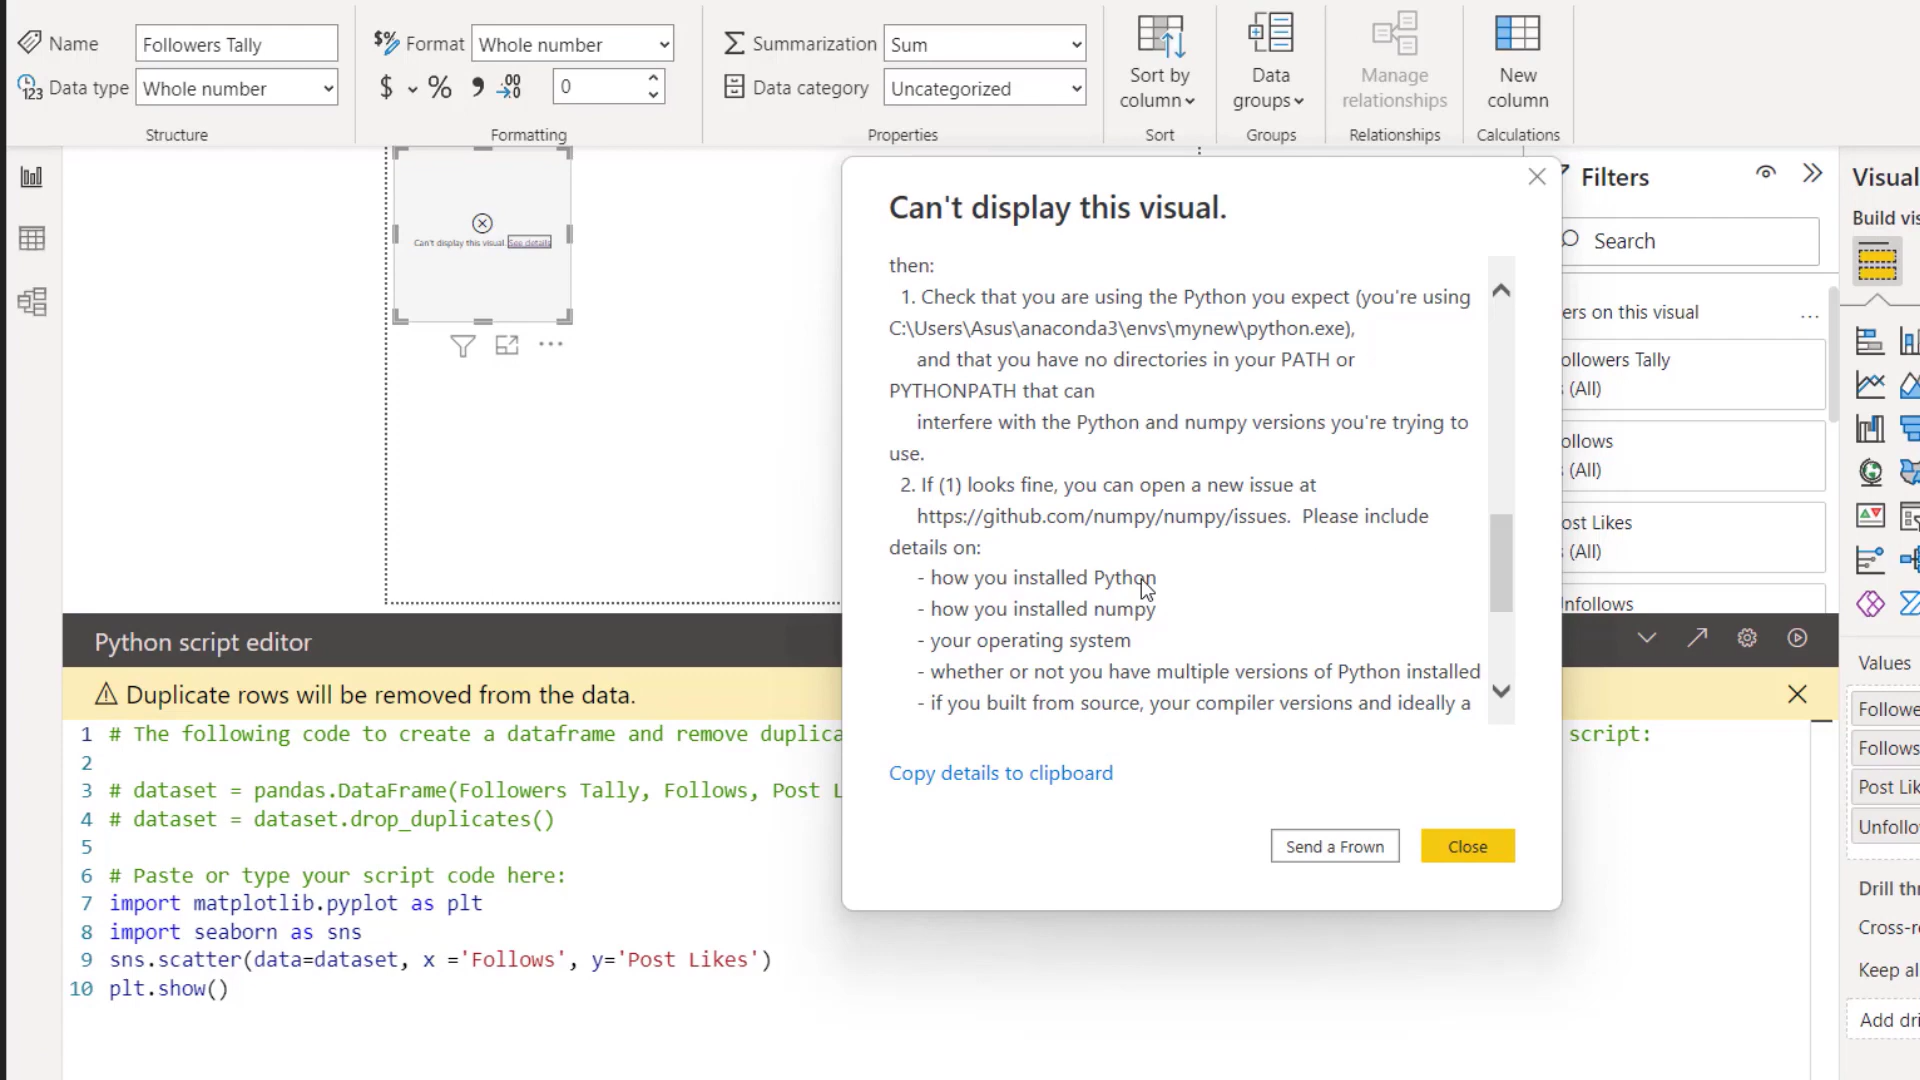 Name
Followers Tally
Data type
Whole number
Structure
Format
Whole number
$ % 0
Formatting
Summarization
Sum
Data category
Uncategorized
Properties
Sort by
column
Sort
Data
groups
Groups
Manage
relationships
Relationships
New
column
Calculations
Can't display this visual. See details
Can't display this visual.
then:
1. Check that you are using the Python you expect (you're using
C:\Users\Asus\anaconda3\envs\mynew\python.exe),
and that you have no directories in your PATH or
PYTHONPATH that can
interfere with the Python and numpy versions you're trying to
use.
2. If (1) looks fine, you can open a new issue at
https://github.com/numpy/numpy/issues.  Please include
details on:
- how you installed Python
- how you installed numpy
- your operating system
- whether or not you have multiple versions of Python installed
- if you built from source, your compiler versions and ideally a
Copy details to clipboard
Send a Frown
Close
Filters
Search
ers on this visual
...
ollowers Tally
(All)
ollows
(All)
ost Likes
(All)
nfollows
Visual
Build vis
Values
Followe
Follows
Post Lik
Unfollo
Drill thr
Cross-re
Keep al
Add dri
Python script editor
Duplicate rows will be removed from the data.
1 # The following code to create a dataframe and remove duplica script:
2
3 # dataset = pandas.DataFrame(Followers Tally, Follows, Post L
4 # dataset = dataset.drop_duplicates()
5
6 # Paste or type your script code here:
7 import matplotlib.pyplot as plt
8 import seaborn as sns
9 sns.scatter(data=dataset, x ='Follows', y='Post Likes')
10 plt.show()